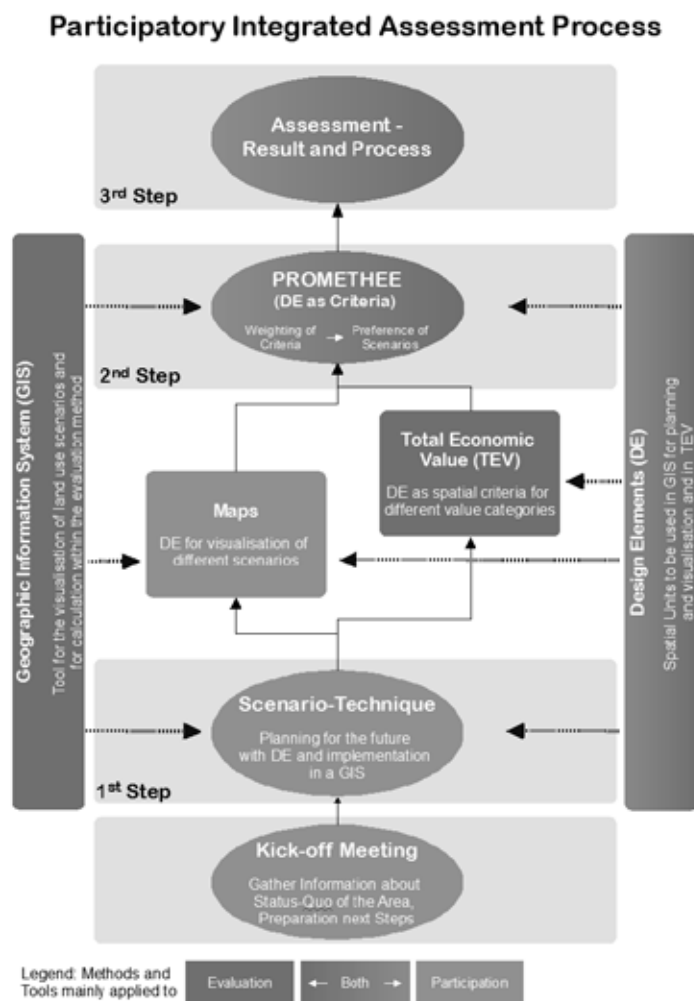 Participatory Integrated Assessment Process
Assessment -
Result and Process
3rd Step
PROMETHEE
(DE as Criteria)
Weighting of
Criteria
Preference of
Scenarios
2nd Step
Geographic Information System (GIS)
Tool for the visualisation of land use scenarios and
for calculation within the evaluation method
Total Economic
Value (TEV)
DE as spatial criteria for
different value categories
Maps
DE for visualisation of
different scenarios
Design Elements (DE)
Spatial Units to be used in GIS for planning
and visualisation and in TEV
Scenario-Technique
Planning for the future
with DE and implementation
in a GIS
1st Step
Kick-off Meeting
Gather Information about
Status-Quo of the Area,
Preparation next Steps
Legend: Methods and
Tools mainly applied to
Evaluation
Both
Participation